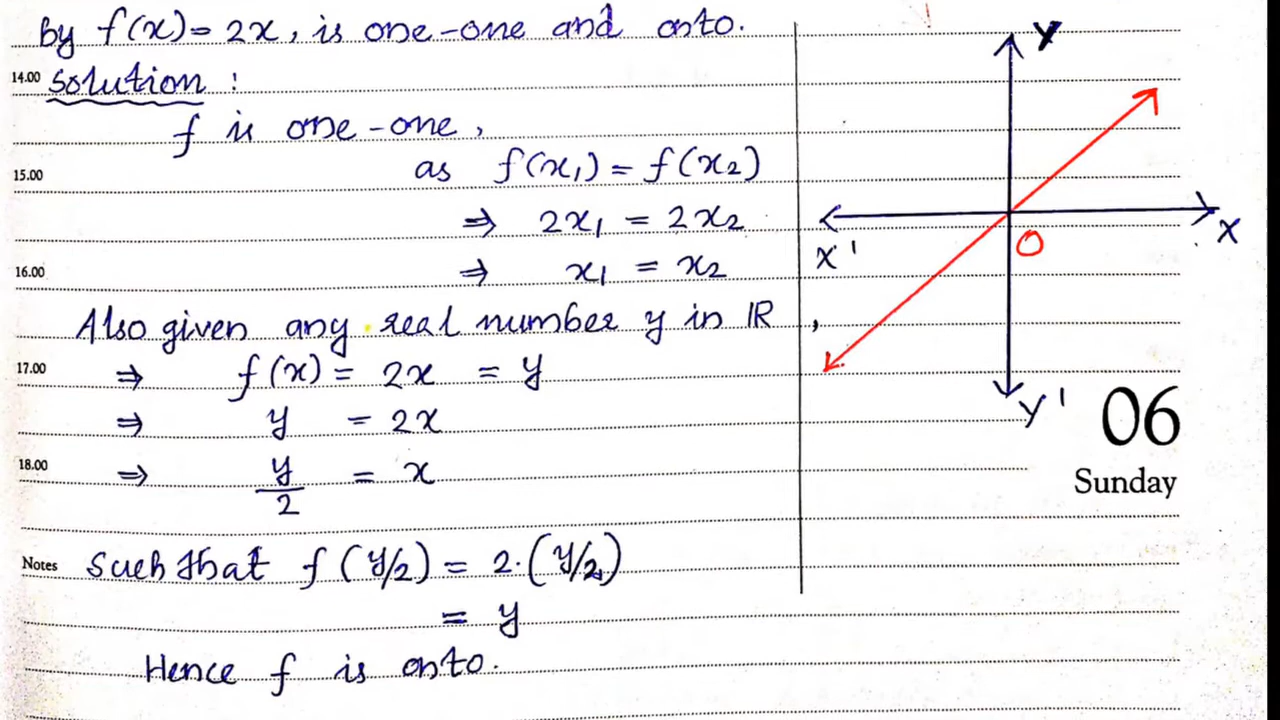 by f(x) = 2x, is one-one and onto.
14.00 Solution :
f is one-one,
15.00 as f(x₁) = f(x₂)
⇒ 2x₁ = 2x₂
16.00 ⇒ x₁ = x₂
Also given any real number y in IR ,
17.00 ⇒ f(x) = 2x = y
⇒ y = 2x
18.00 ⇒ y/2 = x
Notes Such that f(y/2) = 2.(y/2)
= y
Hence f is onto.
Y
X' O X
Y'
06
Sunday